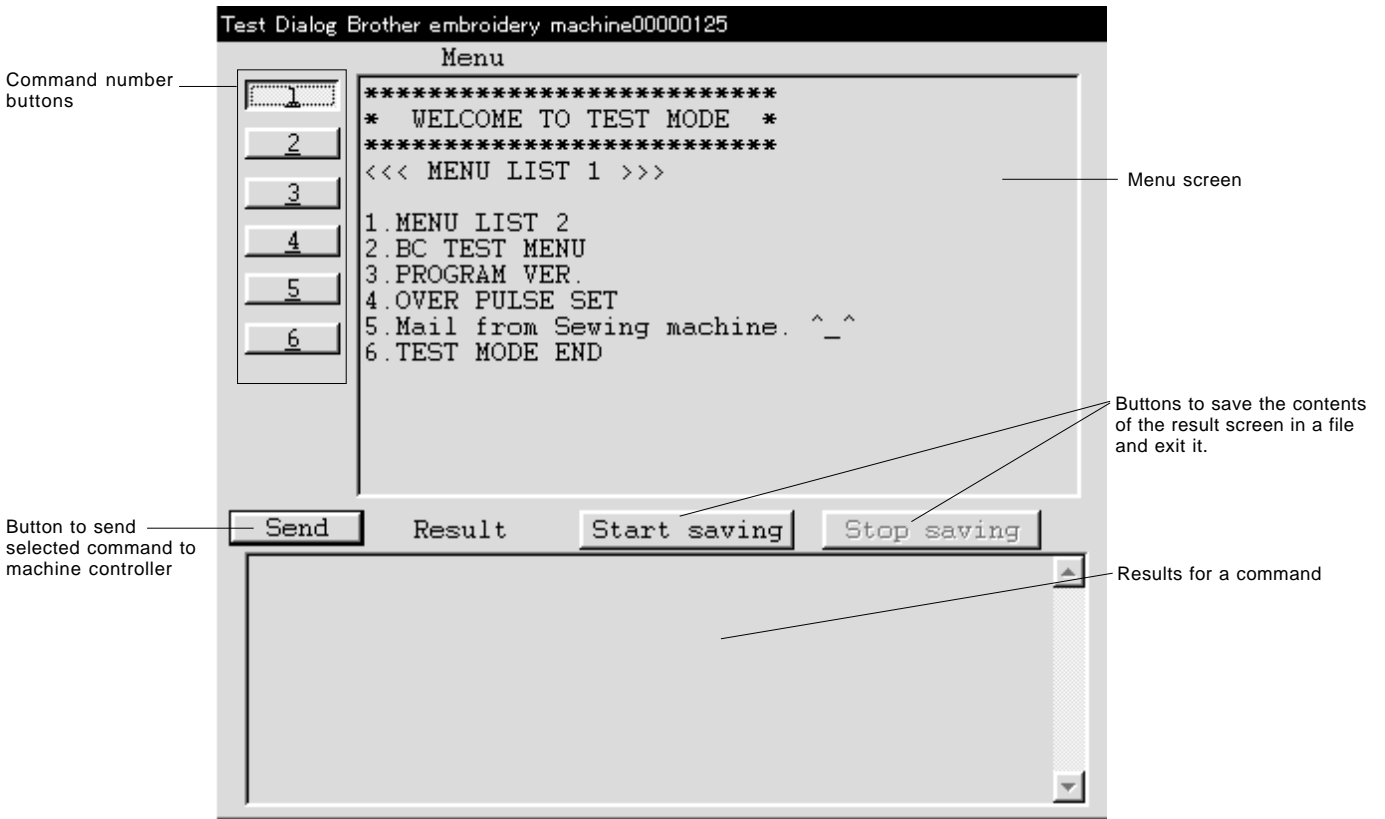 Test Dialog Brother embroidery machine00000125
Menu
Command number
buttons
1
2
3
4
5
6
**************************
*  WELCOME TO TEST MODE  *
**************************
<<< MENU LIST 1 >>>
1.MENU LIST 2
2.BC TEST MENU
3.PROGRAM VER.
4.OVER PULSE SET
5.Mail from Sewing machine. ^_^
6.TEST MODE END
Menu screen
Buttons to save the contents
of the result screen in a file
and exit it.
Button to send
selected command to
machine controller
Send
Result
Start saving
Stop saving
Results for a command